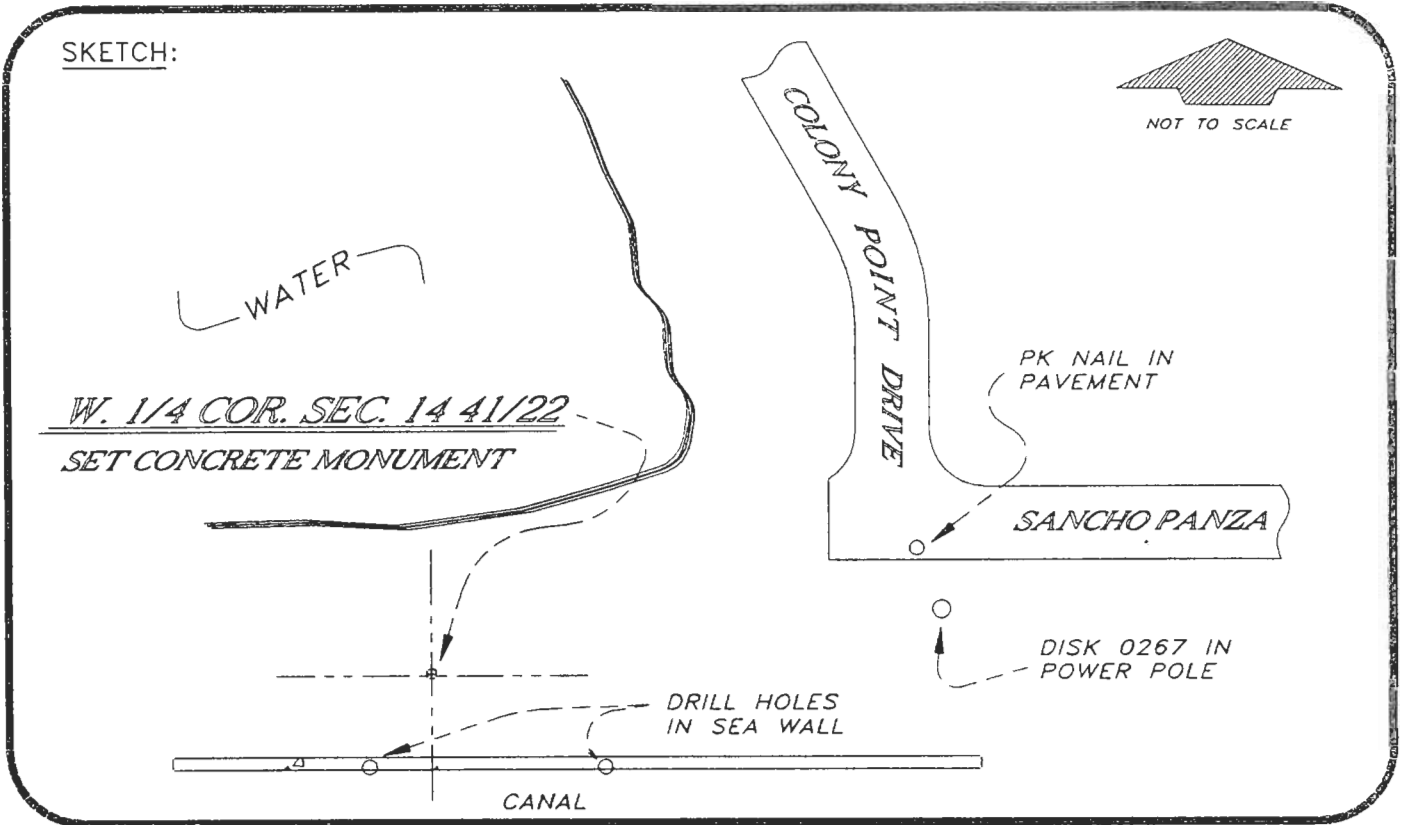 SKETCH:
NOT TO SCALE
COLONY POINT DRIVE
WATER
PK NAIL IN
PAVEMENT
W. 1/4 COR. SEC. 14 41/22
SET CONCRETE MONUMENT
SANCHO PANZA
DISK 0267 IN
POWER POLE
DRILL HOLES
IN SEA WALL
CANAL